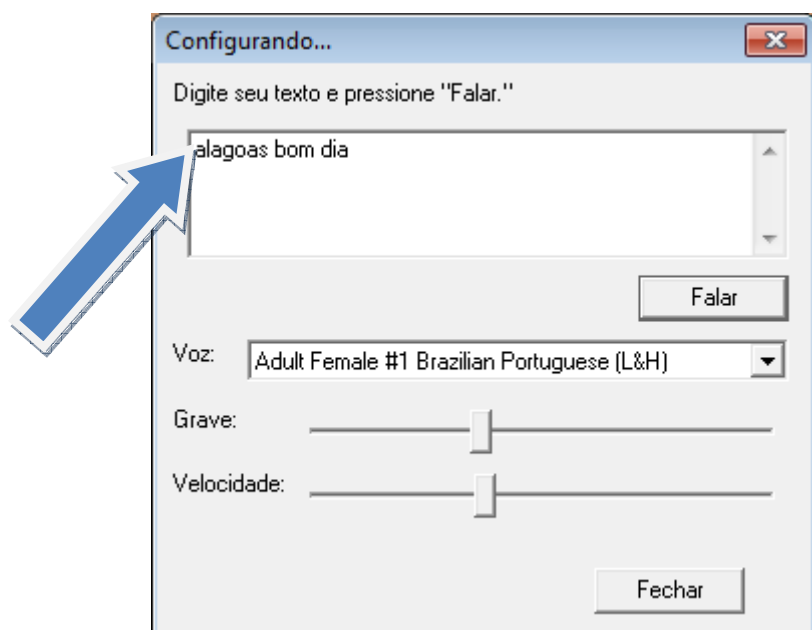 Configurando...
Digite seu texto e pressione "Falar."
alagoas bom dia
Falar
Voz: Adult Female #1 Brazilian Portuguese (L&H)
Grave:
Velocidade:
Fechar